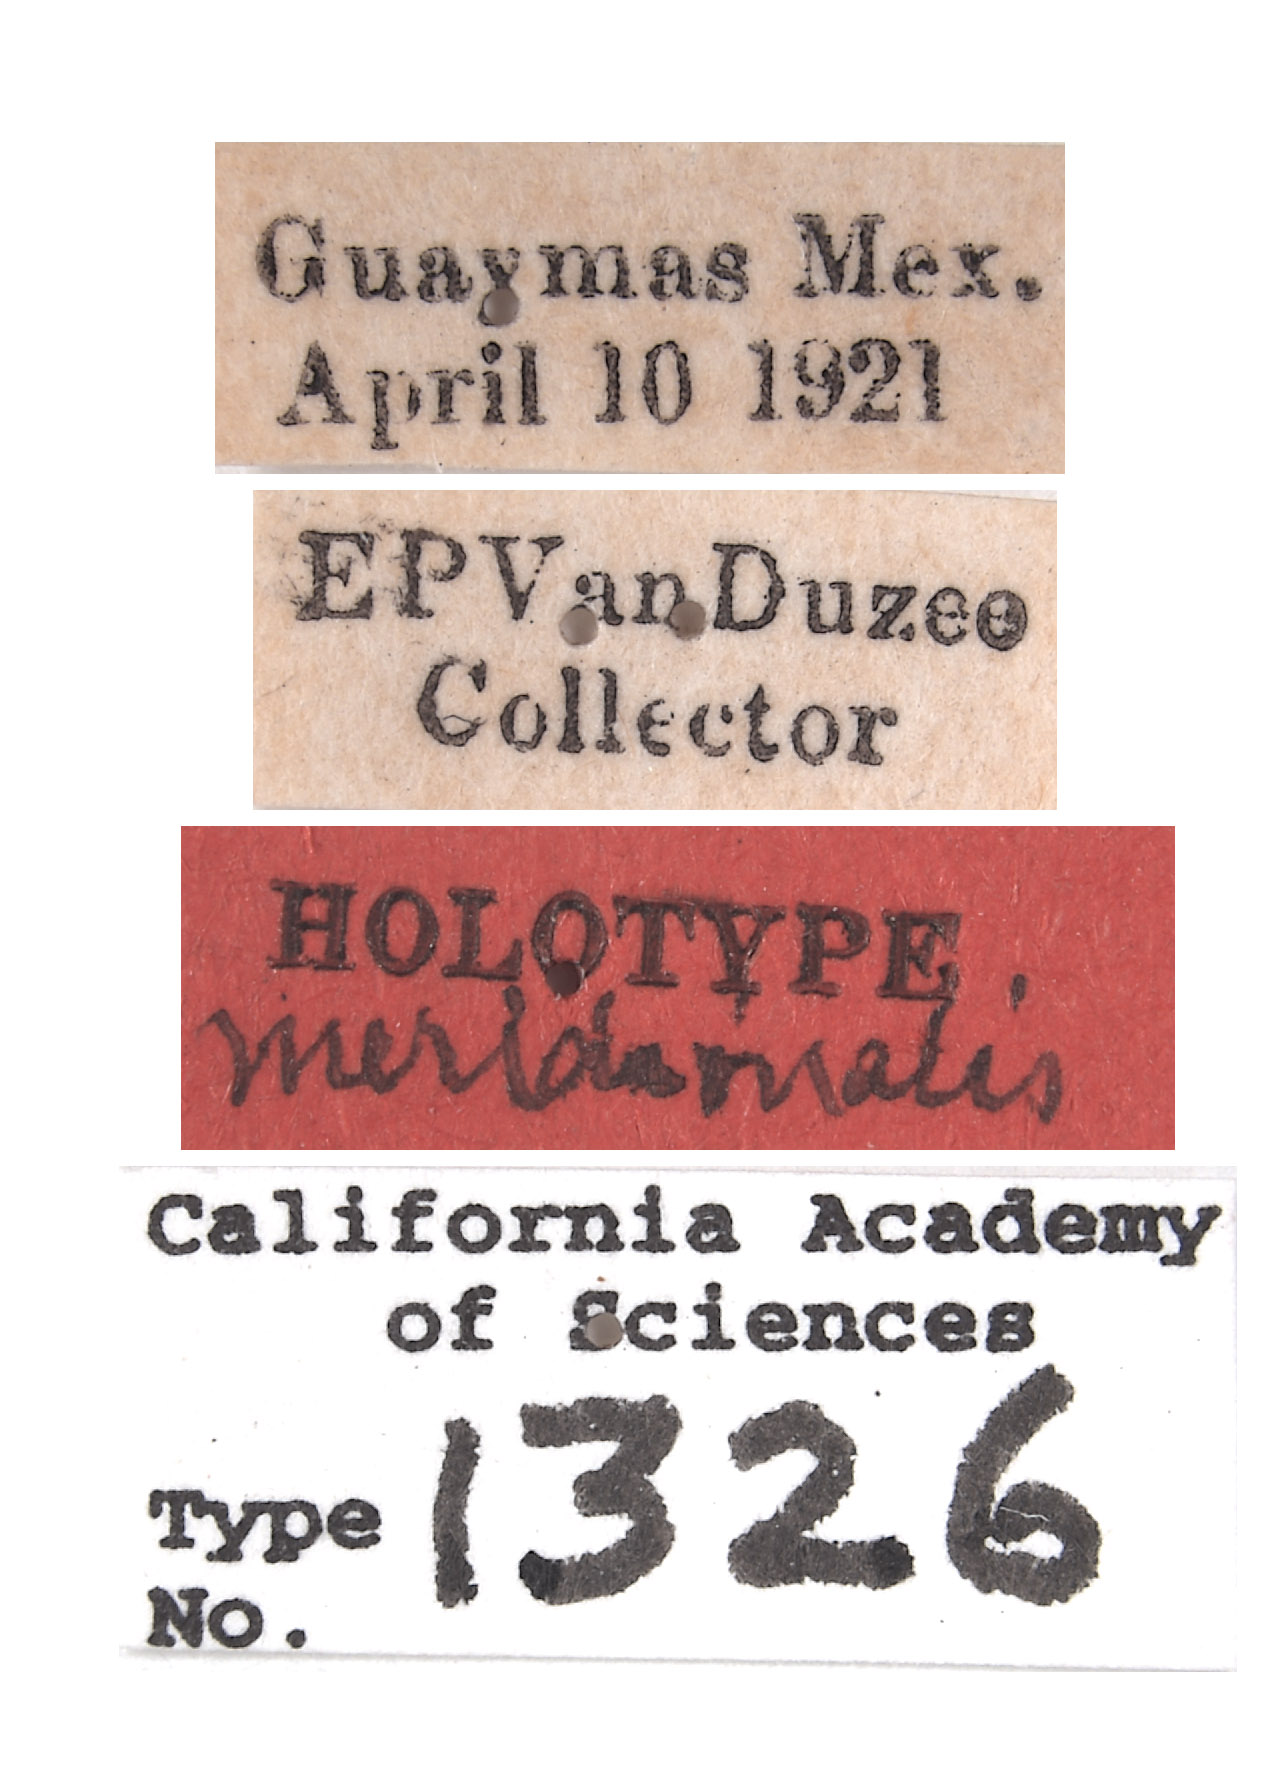 Guaymas Mex.
April 10 1921
EPVanDuzee
Collector
HOLOTYPE.
meridionalis
California Academy
of Sciences
Type
No. 1326